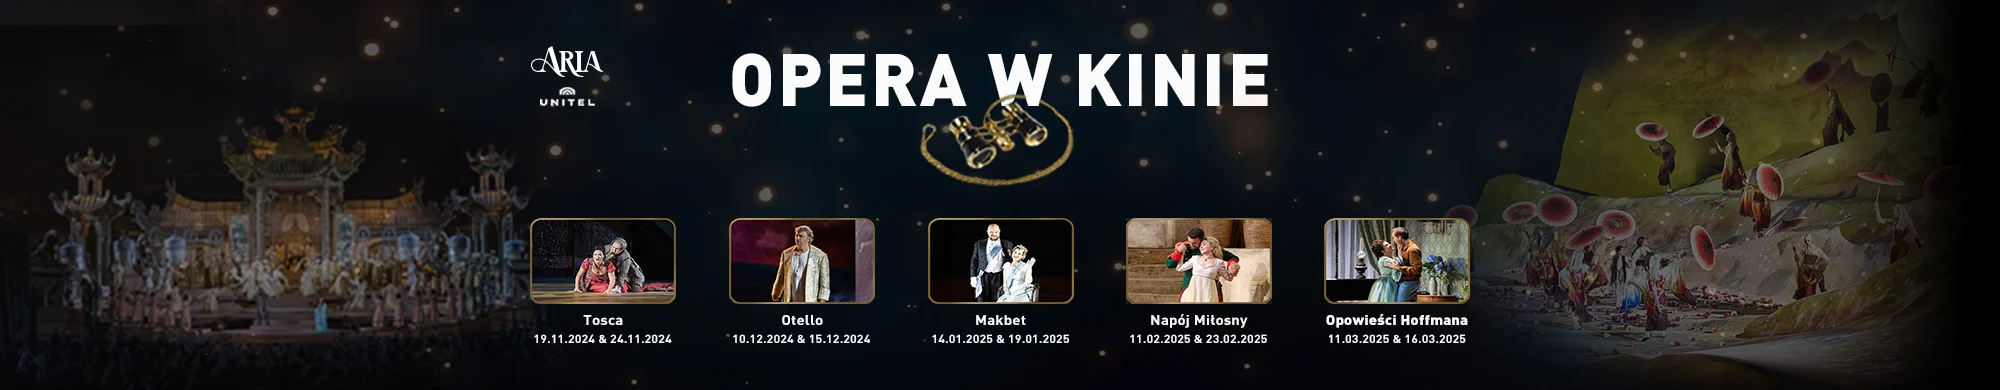 ARIA
UNITEL
OPERA W KINIE
Tosca
19.11.2024 & 24.11.2024
Otello
10.12.2024 & 15.12.2024
Makbet
14.01.2025 & 19.01.2025
Napój Miłosny
11.02.2025 & 23.02.2025
Opowieści Hoffmana
11.03.2025 & 16.03.2025